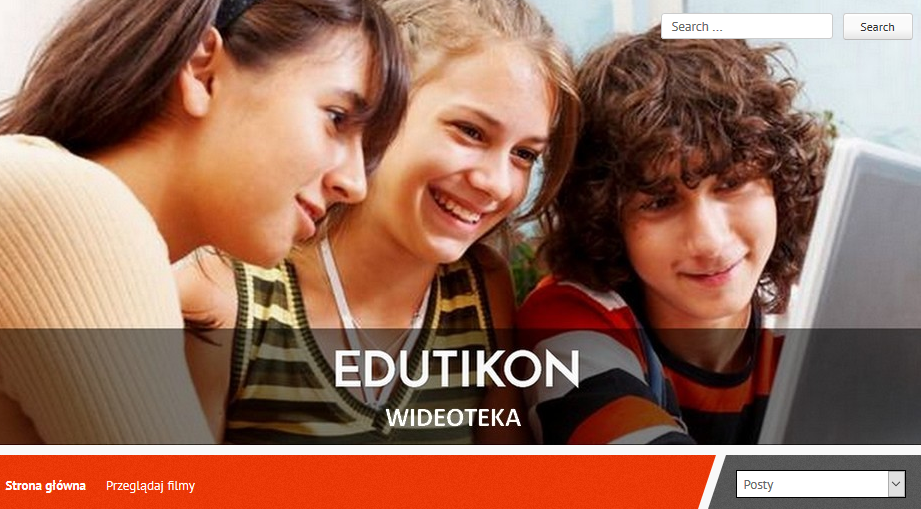 Search ...
Search
EDUTIKON
WIDEOTEKA
Strona główna
Przeglądaj filmy
Posty